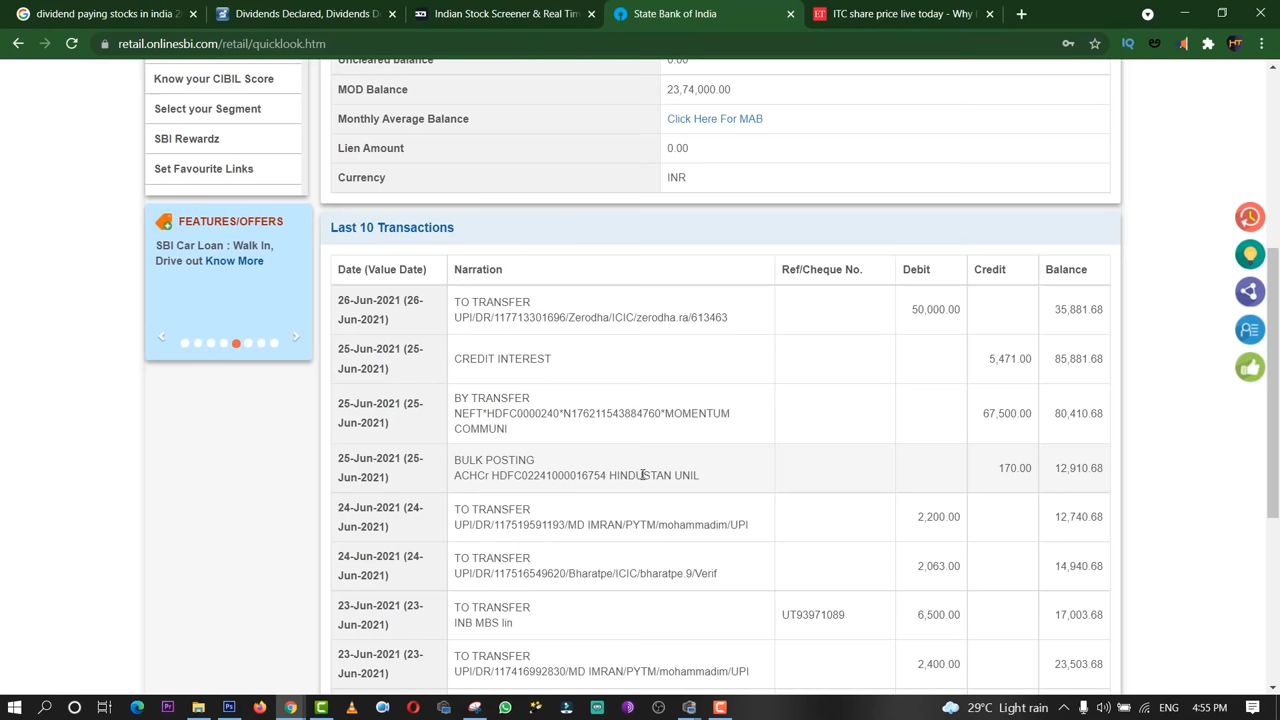 dividend paying stocks in india 2
Dividends Declared, Dividend
Indian Stock Screener & Real Tim
State Bank of India
ITC share price live today - Why I
retail.onlinesbi.com/retail/quicklook.htm
Know your CIBIL Score
Select your Segment
SBI Rewardz
Set Favourite Links
FEATURES/OFFERS
SBI Car Loan : Walk In,
Drive out Know More
Uncleared balance 0.00
MOD Balance 23,74,000.00
Monthly Average Balance Click Here For MAB
Lien Amount 0.00
Currency INR
Last 10 Transactions
Date (Value Date) Narration Ref/Cheque No. Debit Credit Balance
26-Jun-2021 (26-
Jun-2021)
TO TRANSFER
UPI/DR/117713301696/Zerodha/ICIC/zerodha.ra/613463
50,000.00 35,881.68
25-Jun-2021 (25-
Jun-2021)
CREDIT INTEREST
5,471.00 85,881.68
25-Jun-2021 (25-
Jun-2021)
BY TRANSFER
NEFT*HDFC0000240*N176211543884760*MOMENTUM
COMMUNI
67,500.00 80,410.68
25-Jun-2021 (25-
Jun-2021)
BULK POSTING
ACHCr HDFC02241000016754 HINDUSTAN UNIL
170.00 12,910.68
24-Jun-2021 (24-
Jun-2021)
TO TRANSFER
UPI/DR/117519591193/MD IMRAN/PYTM/mohammadim/UPI
2,200.00 12,740.68
24-Jun-2021 (24-
Jun-2021)
TO TRANSFER
UPI/DR/117516549620/Bharatpe/ICIC/bharatpe.9/Verif
2,063.00 14,940.68
23-Jun-2021 (23-
Jun-2021)
TO TRANSFER
INB MBS lin
UT93971089 6,500.00 17,003.68
23-Jun-2021 (23-
Jun-2021)
TO TRANSFER
UPI/DR/117416992830/MD IMRAN/PYTM/mohammadim/UPI
2,400.00 23,503.68
29°C Light rain
4:55 PM